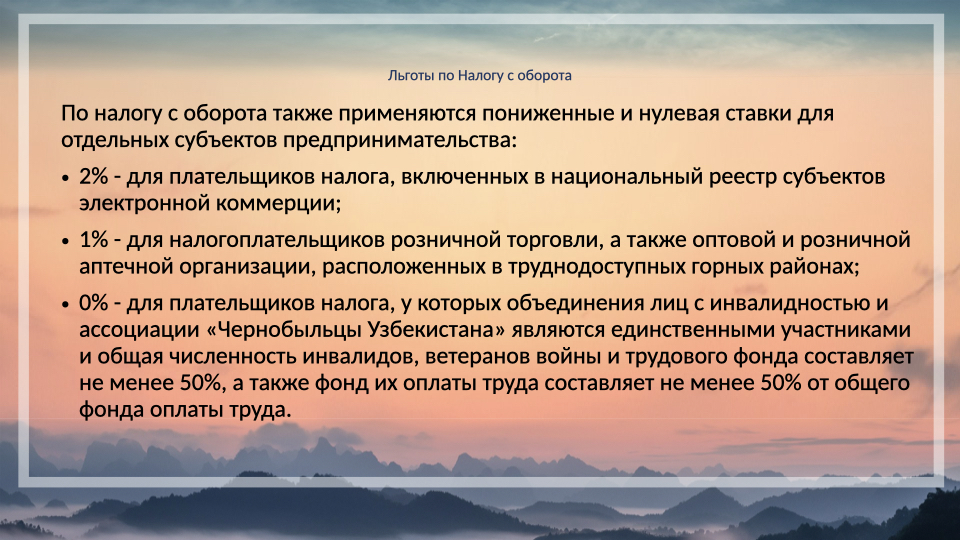 Льготы по Налогу с оборота
По налогу с оборота также применяются пониженные и нулевая ставки для
отдельных субъектов предпринимательства:
• 2% - для плательщиков налога, включенных в национальный реестр субъектов
электронной коммерции;
• 1% - для налогоплательщиков розничной торговли, а также оптовой и розничной
аптечной организации, расположенных в труднодоступных горных районах;
• 0% - для плательщиков налога, у которых объединения лиц с инвалидностью и
ассоциации «Чернобыльцы Узбекистана» являются единственными участниками
и общая численность инвалидов, ветеранов войны и трудового фонда составляет
не менее 50%, а также фонд их оплаты труда составляет не менее 50% от общего
фонда оплаты труда.